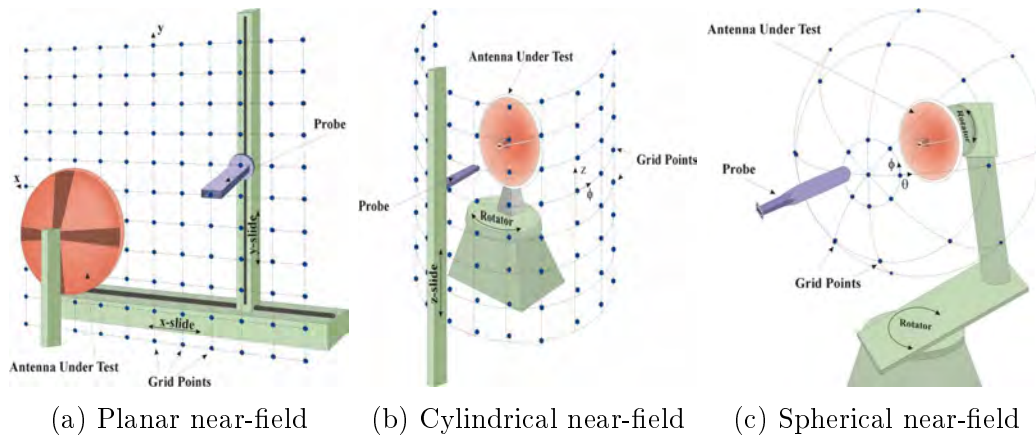 y
Probe
x
y-slide
x-slide
Antenna Under Test
Grid Points
(a) Planar near-field
Antenna Under Test
Grid Points
z
ϕ
Probe
Rotator
z-slide
(b) Cylindrical near-field
Antenna Under Test
Rotator
Probe
ϕ
θ
Grid Points
Rotator
(c) Spherical near-field